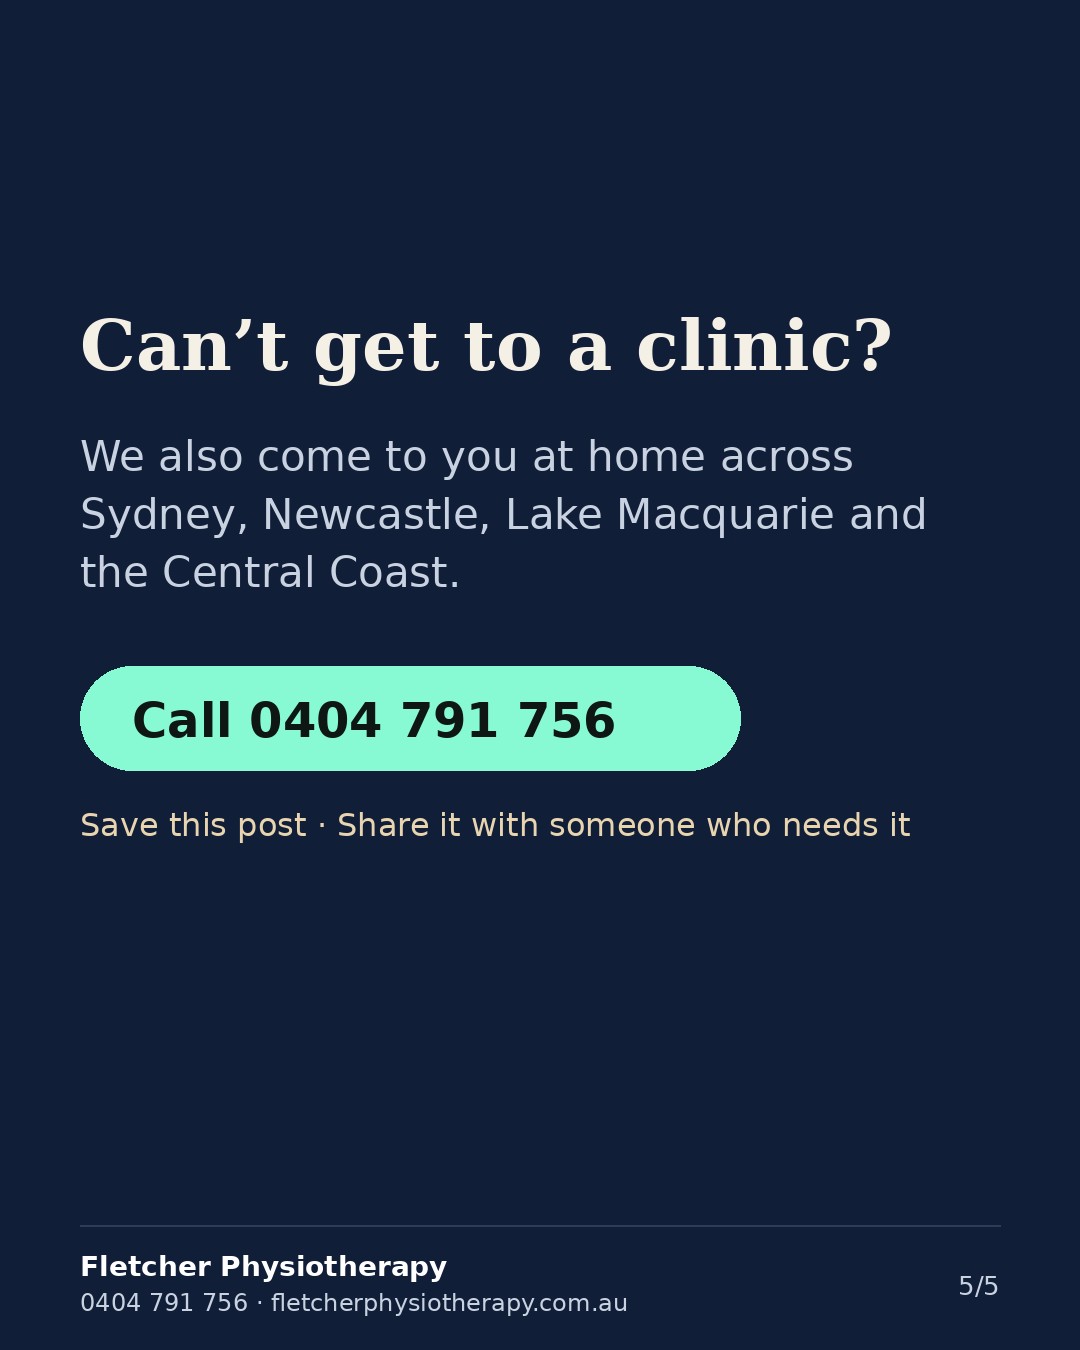 Can’t get to a clinic?
We also come to you at home across
Sydney, Newcastle, Lake Macquarie and
the Central Coast.
Call 0404 791 756
Save this post · Share it with someone who needs it
Fletcher Physiotherapy
0404 791 756 · fletcherphysiotherapy.com.au
5/5